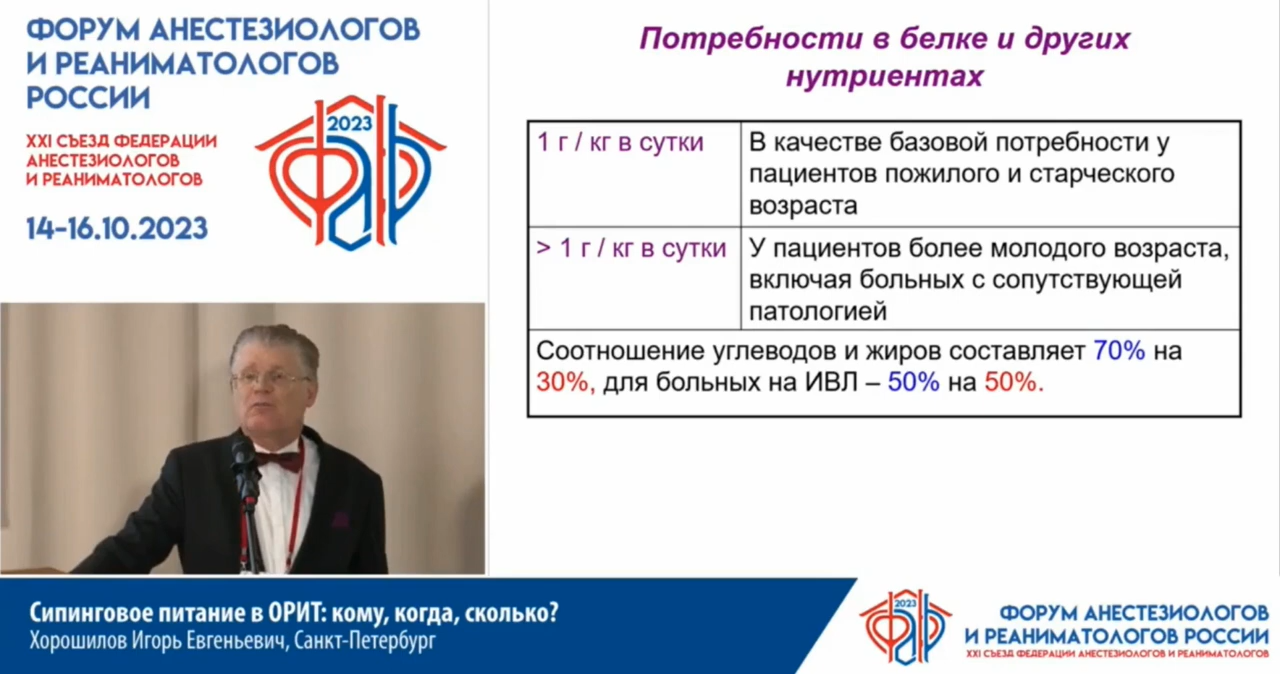 ФОРУМ АНЕСТЕЗИОЛОГОВ
И РЕАНИМАТОЛОГОВ
РОССИИ
XXI СЪЕЗД ФЕДЕРАЦИИ
АНЕСТЕЗИОЛОГОВ
И РЕАНИМАТОЛОГОВ
14-16.10.2023
2023
ФАР
Потребности в белке и других
нутриентах
1 г / кг в сутки
В качестве базовой потребности у
пациентов пожилого и старческого
возраста
> 1 г / кг в сутки
У пациентов более молодого возраста,
включая больных с сопутствующей
патологией
Соотношение углеводов и жиров составляет 70% на
30%, для больных на ИВЛ – 50% на 50%.
Сипинговое питание в ОРИТ: кому, когда, сколько?
Хорошилов Игорь Евгеньевич, Санкт-Петербург
2023
ФАР
ФОРУМ АНЕСТЕЗИОЛОГОВ
И РЕАНИМАТОЛОГОВ РОССИИ
XXI СЪЕЗД ФЕДЕРАЦИИ АНЕСТЕЗИОЛОГОВ И РЕАНИМАТОЛОГОВ